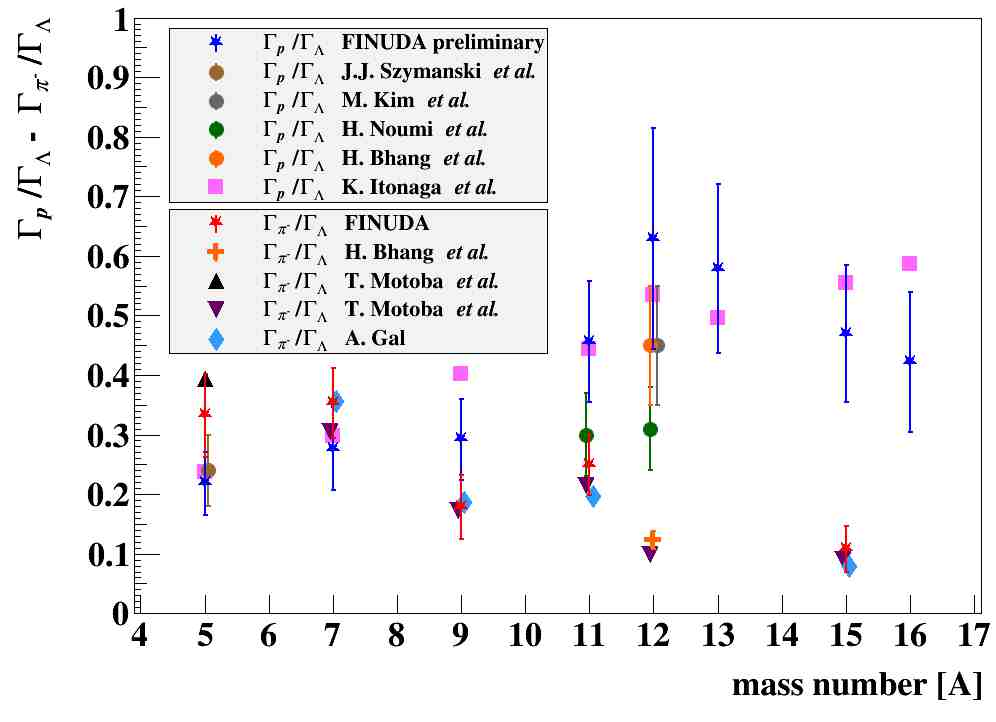 Γp /ΓΛ - Γπ- /ΓΛ
1
0.9
0.8
0.7
0.6
0.5
0.4
0.3
0.2
0.1
0
Γp /ΓΛ FINUDA preliminary
Γp /ΓΛ J.J. Szymanski et al.
Γp /ΓΛ M. Kim et al.
Γp /ΓΛ H. Noumi et al.
Γp /ΓΛ H. Bhang et al.
Γp /ΓΛ K. Itonaga et al.
Γπ- /ΓΛ FINUDA
Γπ- /ΓΛ H. Bhang et al.
Γπ- /ΓΛ T. Motoba et al.
Γπ- /ΓΛ T. Motoba et al.
Γπ- /ΓΛ A. Gal
4 5 6 7 8 9 10 11 12 13 14 15 16 17
mass number [A]